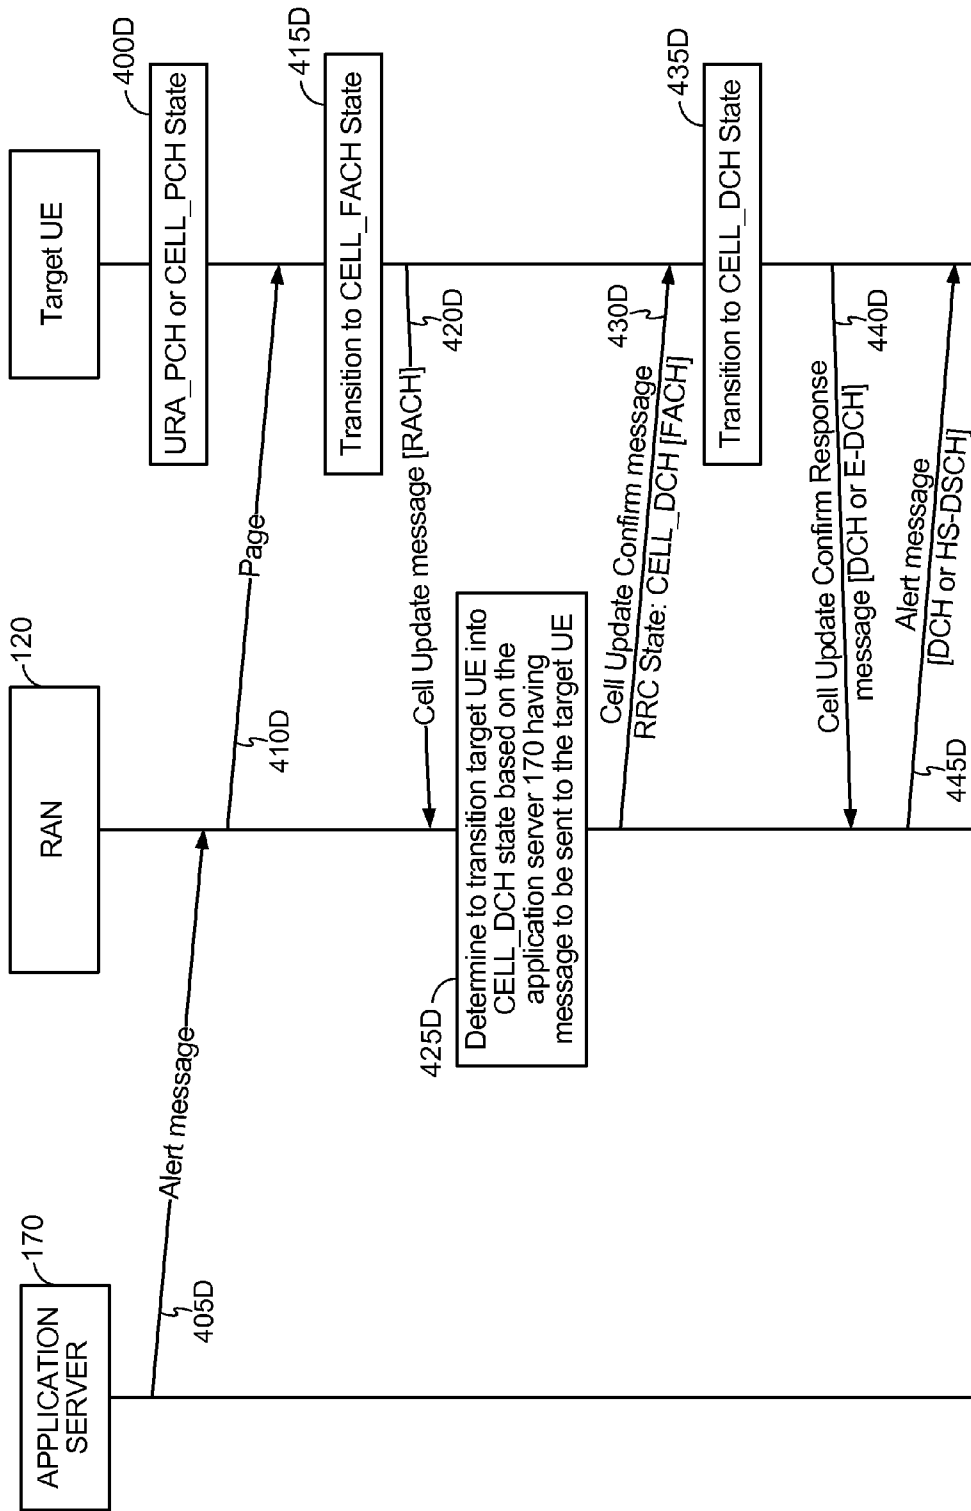 APPLICATION
SERVER
170
RAN
120
Target UE
URA_PCH or CELL_PCH State
400D
Alert message
405D
Page
410D
Transition to CELL_FACH State
415D
Cell Update message [RACH]
420D
Determine to transition target UE into
CELL_DCH state based on the
application server 170 having
message to be sent to the target UE
425D
Cell Update Confirm message
RRC State: CELL_DCH [FACH]
430D
Transition to CELL_DCH State
435D
Cell Update Confirm Response
message [DCH or E-DCH]
440D
Alert message
[DCH or HS-DSCH]
445D